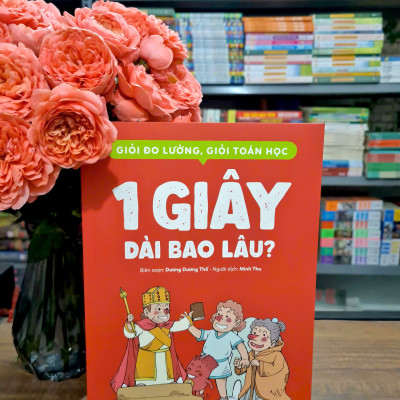 GIỎI ĐO LƯỜNG, GIỎI TOÁN HỌC
1 GIÂY
DÀI BAO LÂU?
Biên soạn: Dương Dương Thố - Người dịch: Minh Thu